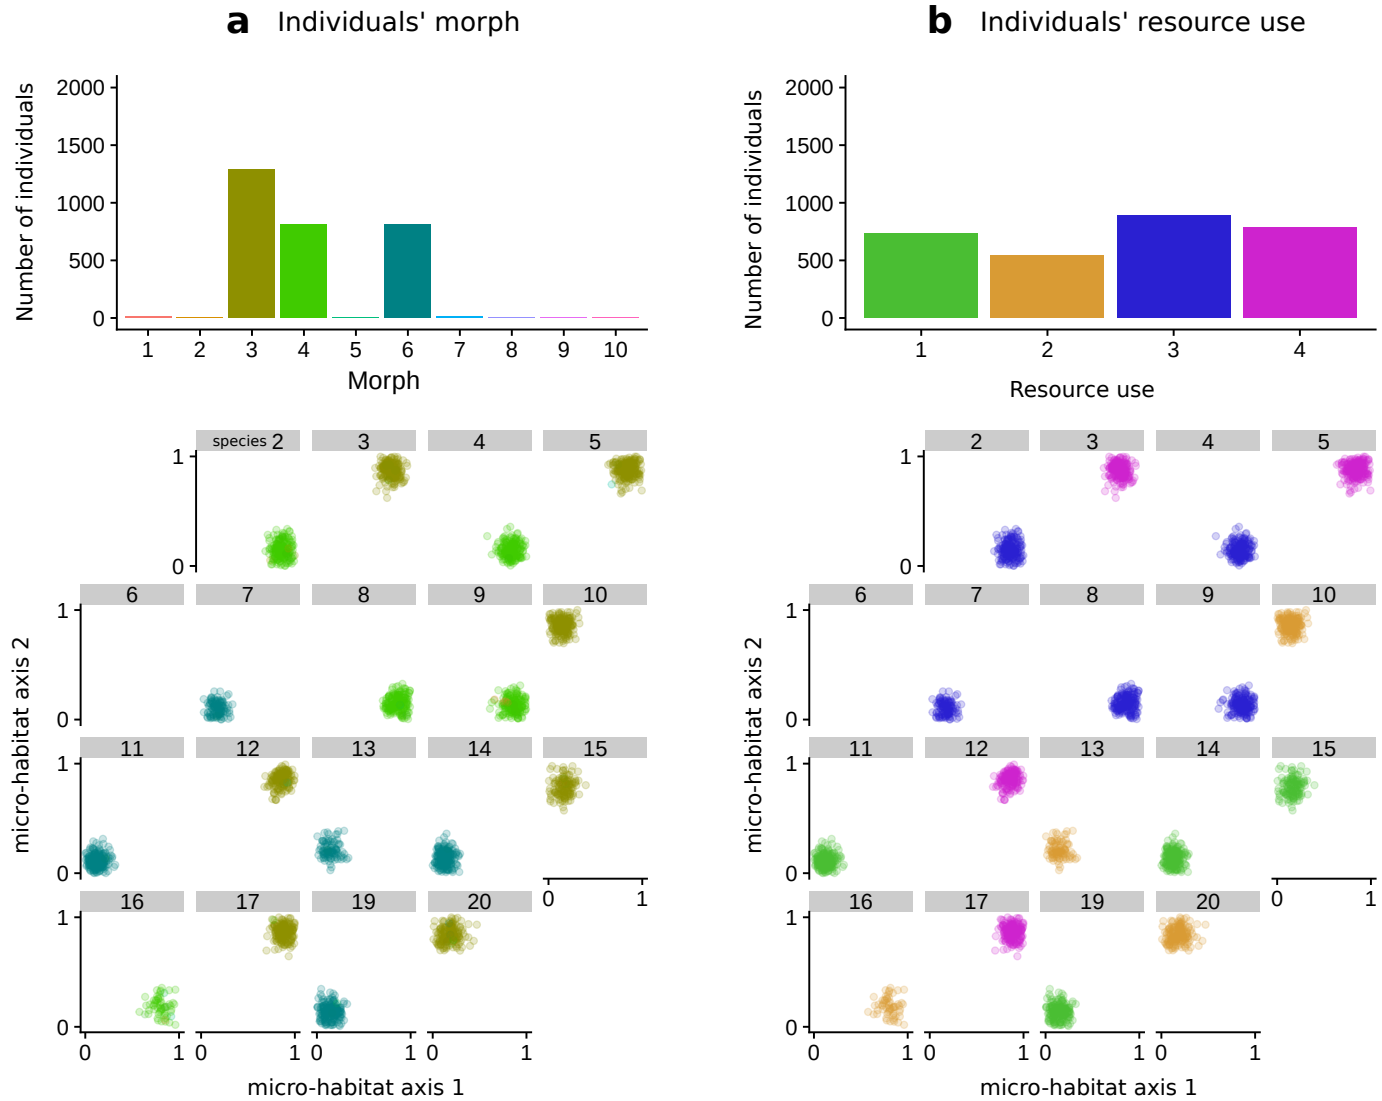 a Individuals' morph
Number of individuals
2000
1500
1000
500
0
1 2 3 4 5 6 7 8 9 10
Morph
species 2 3 4 5
1
0
6 7 8 9 10
1
0
micro-habitat axis 2
11 12 13 14 15
1
0
0 1
16 17 19 20
1
0
0 1 0 1 0 1 0 1
micro-habitat axis 1
b Individuals' resource use
Number of individuals
2000
1500
1000
500
0
1 2 3 4
Resource use
2 3 4 5
1
0
6 7 8 9 10
1
0
micro-habitat axis 2
11 12 13 14 15
1
0
0 1
16 17 19 20
1
0
0 1 0 1 0 1 0 1
micro-habitat axis 1